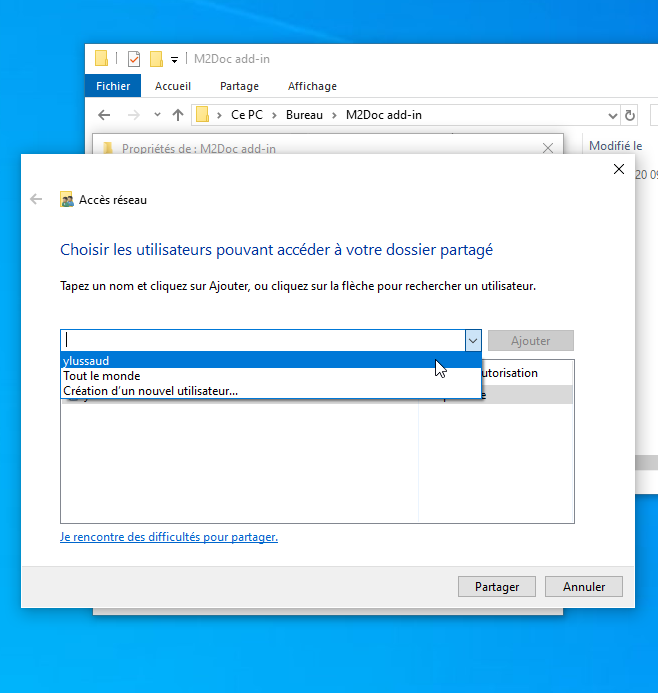 M2Doc add-in
Fichier Accueil Partage Affichage
Ce PC > Bureau > M2Doc add-in
Propriétés de : M2Doc add-in
Modifié le
20 09
Accès réseau
Choisir les utilisateurs pouvant accéder à votre dossier partagé
Tapez un nom et cliquez sur Ajouter, ou cliquez sur la flèche pour rechercher un utilisateur.
Ajouter
ylussaud
utorisation
Tout le monde
Création d'un nouvel utilisateur...
Je rencontre des difficultés pour partager.
Partager Annuler